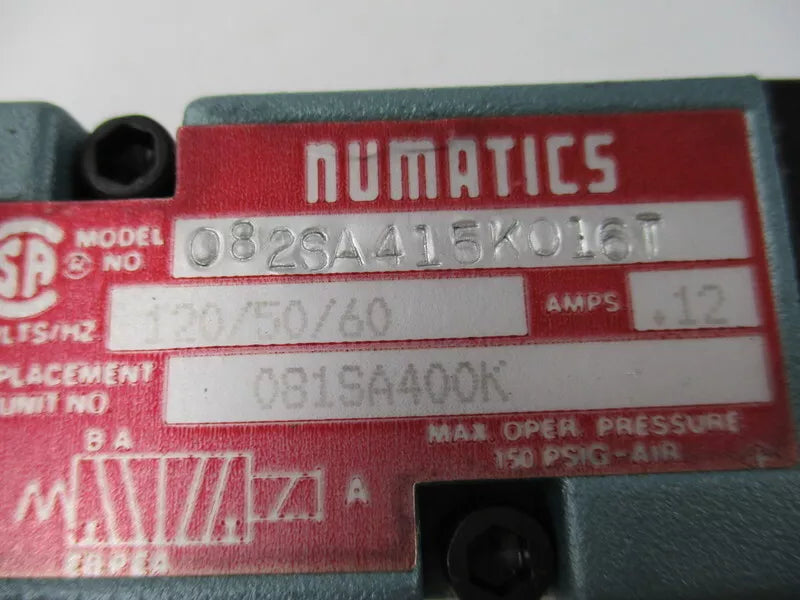 NUMATICS
SA ® MODEL NO 082SA415K016T
LTS/HZ 120/50/60 AMPS .12
PLACEMENT UNIT NO 081SA400K
MAX. OPER. PRESSURE
150 PSIG-AIR
B A
A
EB P EA